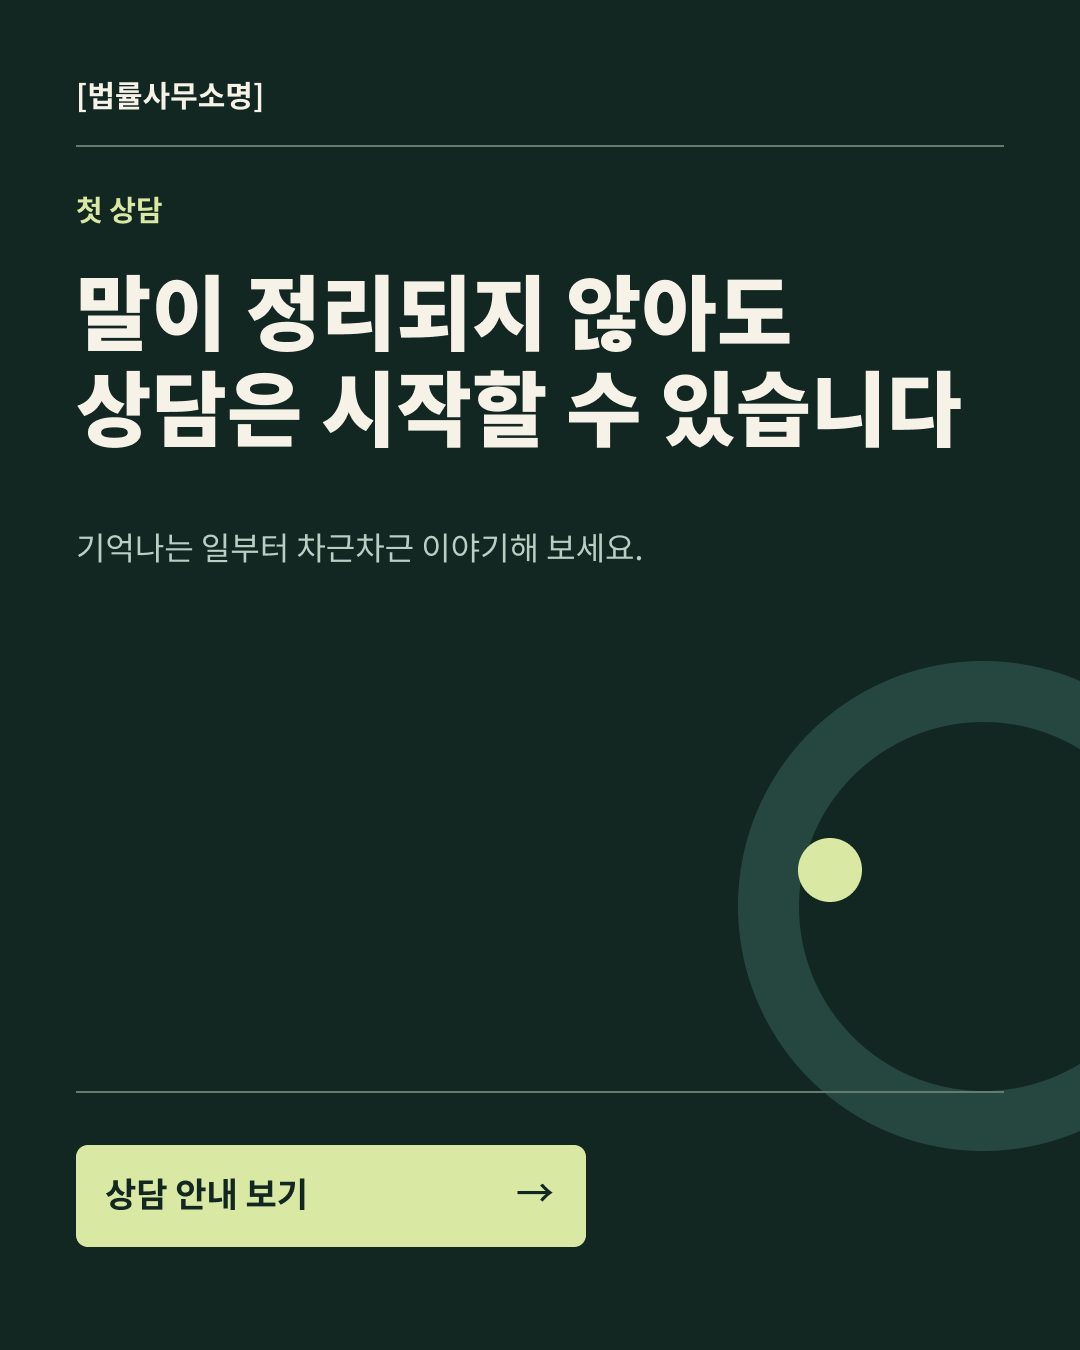 [법률사무소명]
첫 상담
말이 정리되지 않아도
상담은 시작할 수 있습니다
기억나는 일부터 차근차근 이야기해 보세요.
상담 안내 보기 →